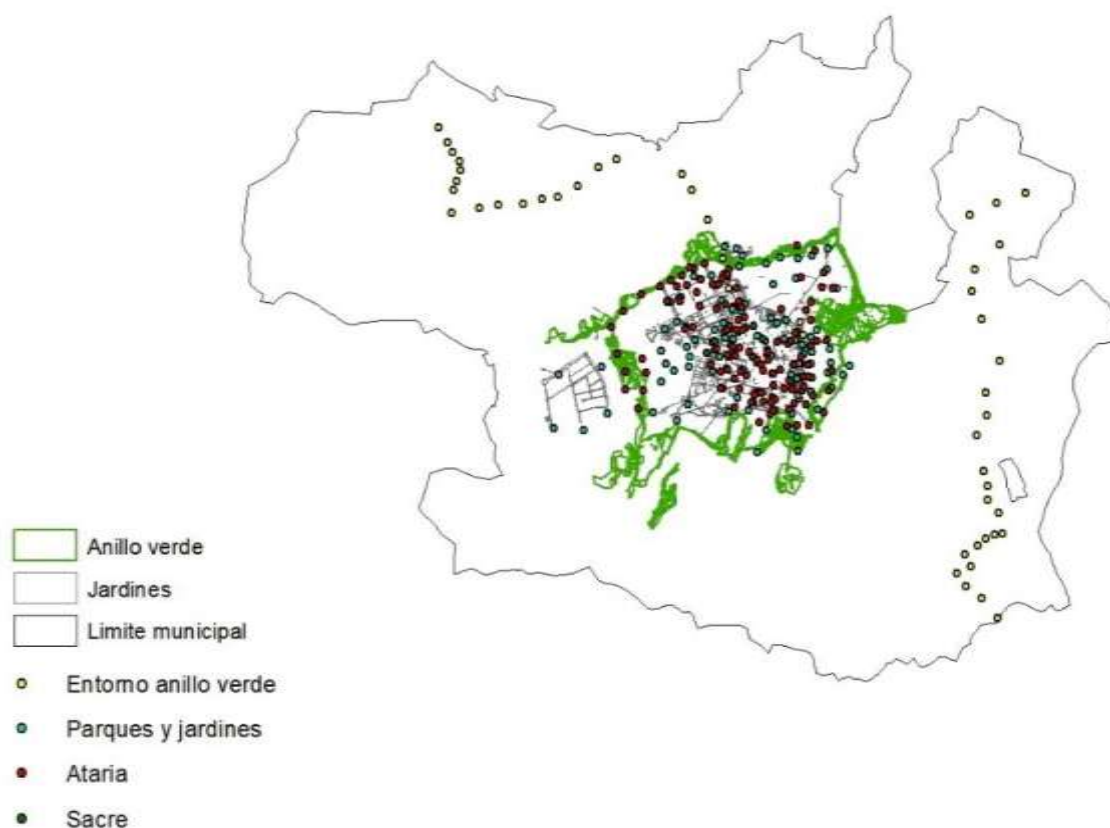 Anillo verde
Jardines
Limite municipal
Entorno anillo verde
Parques y jardines
Ataria
Sacre